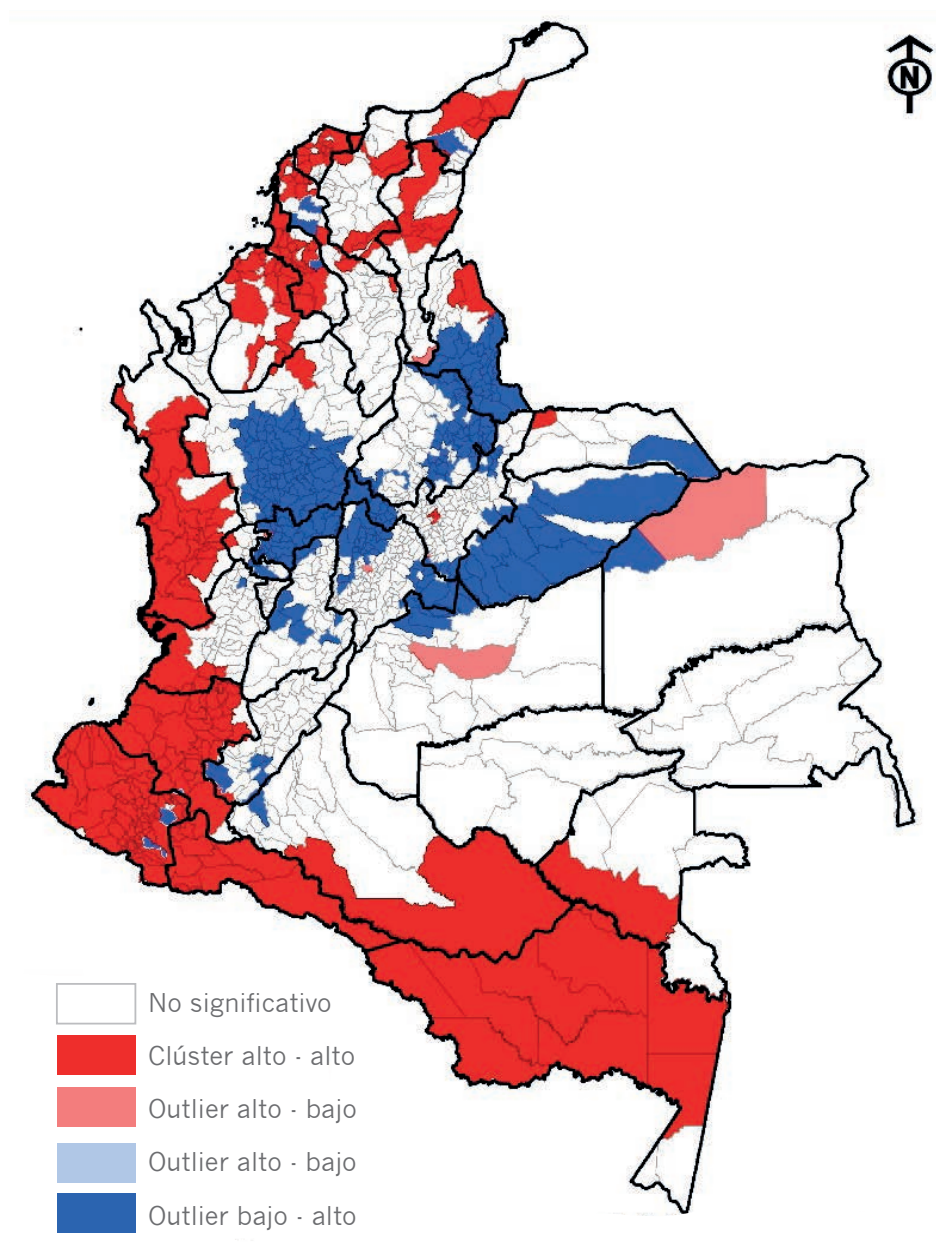 N
No significativo
Clúster alto - alto
Outlier alto - bajo
Outlier alto - bajo
Outlier bajo - alto